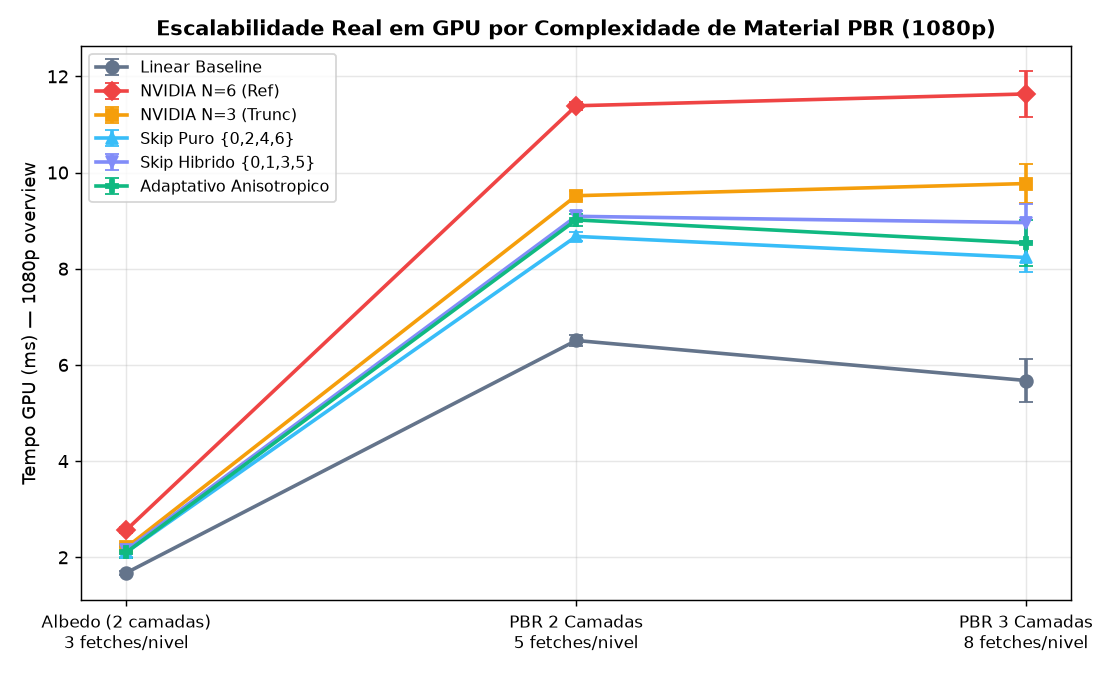 Escalabilidade Real em GPU por Complexidade de Material PBR (1080p)
Linear Baseline
NVIDIA N=6 (Ref)
NVIDIA N=3 (Trunc)
Skip Puro {0,2,4,6}
Skip Hibrido {0,1,3,5}
Adaptativo Anisotropico
Tempo GPU (ms) — 1080p overview
12
10
8
6
4
2
Albedo (2 camadas)
3 fetches/nivel
PBR 2 Camadas
5 fetches/nivel
PBR 3 Camadas
8 fetches/nivel